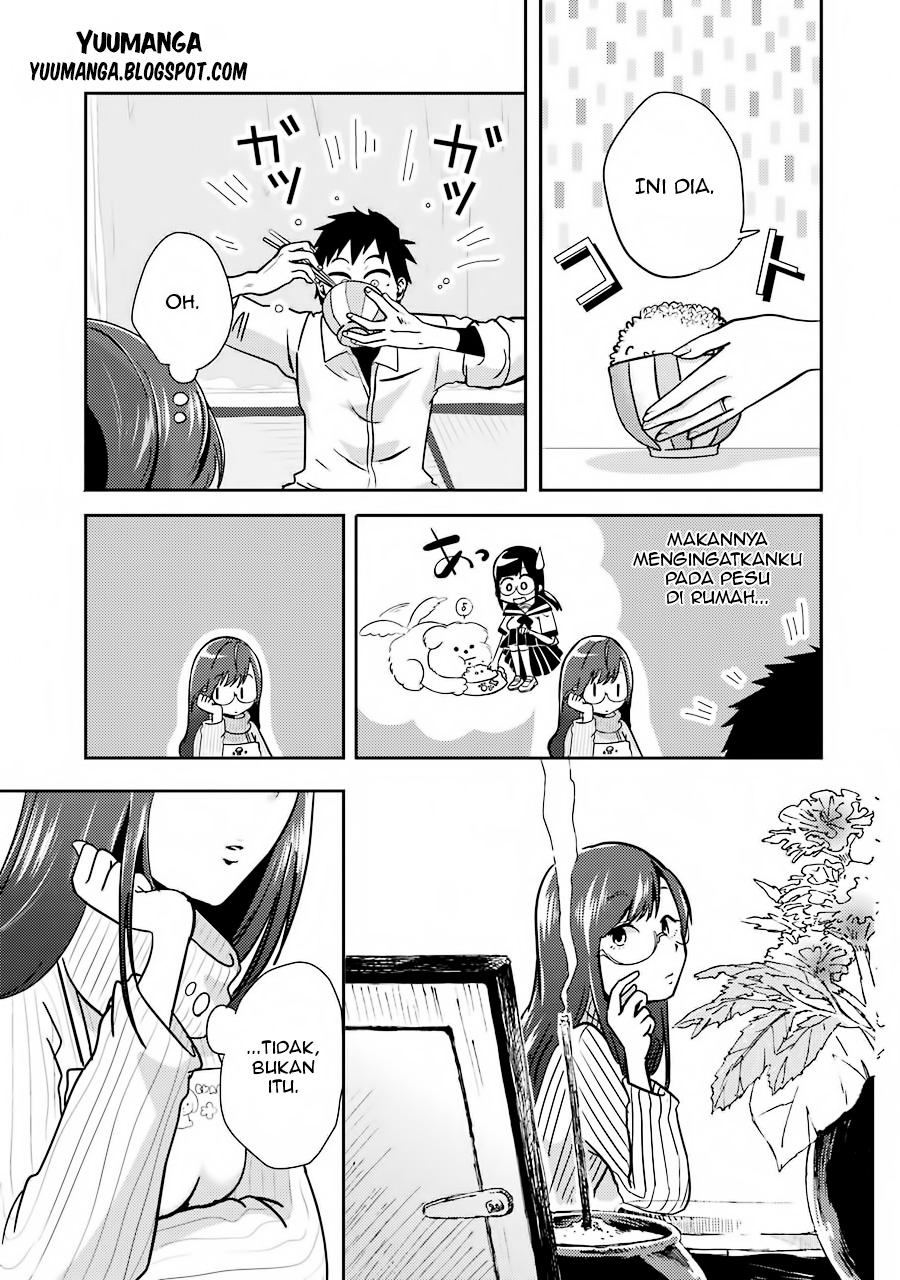 YUUMANGA
YUUMANGA.BLOGSPOT.COM
INI DIA.
コト
ガッ
ガッ
OH.
MAKANNYA
MENGINGATKANKU
PADA PESU
DI RUMAH...
あっ
...TIDAK,
BUKAN
ITU.